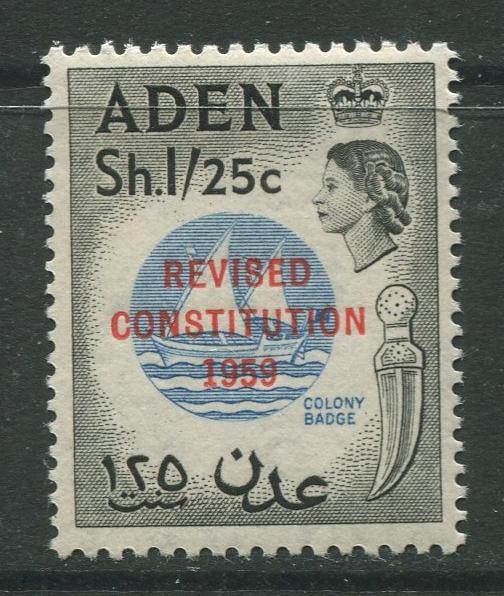 ADEN
Sh.1/25c
REVISED
CONSTITUTION
1959
COLONY
BADGE
١٢٥ عدن
سنت